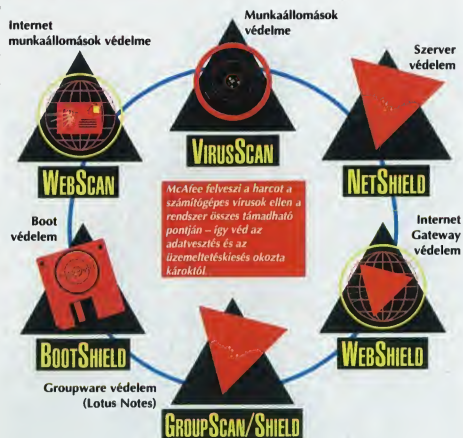 Internet
munkaállomások védelme
WEBSCAN
Munkaállomások
védelme
VIRUSSCAN
Szerver
védelem
NETSHIELD
McAfee felveszi a harcot a
számítógépes vírusok ellen a
rendszer összes támadható
pontján – így véd az
adatvesztés és az
üzemeltetéskiesés okozta
károktól.
Boot
védelem
BOOTSHIELD
Internet
Gateway
védelem
WEBSHIELD
Groupware védelem
(Lotus Notes)
GROUPSCAN/SHIELD